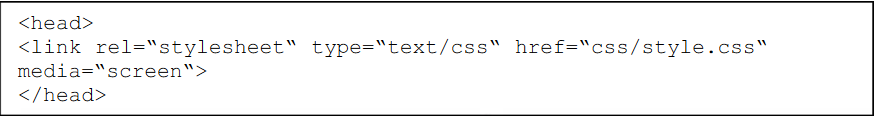 <head>
<link rel=“stylesheet“ type=“text/css“ href=“css/style.css“
media=“screen“>
</head>